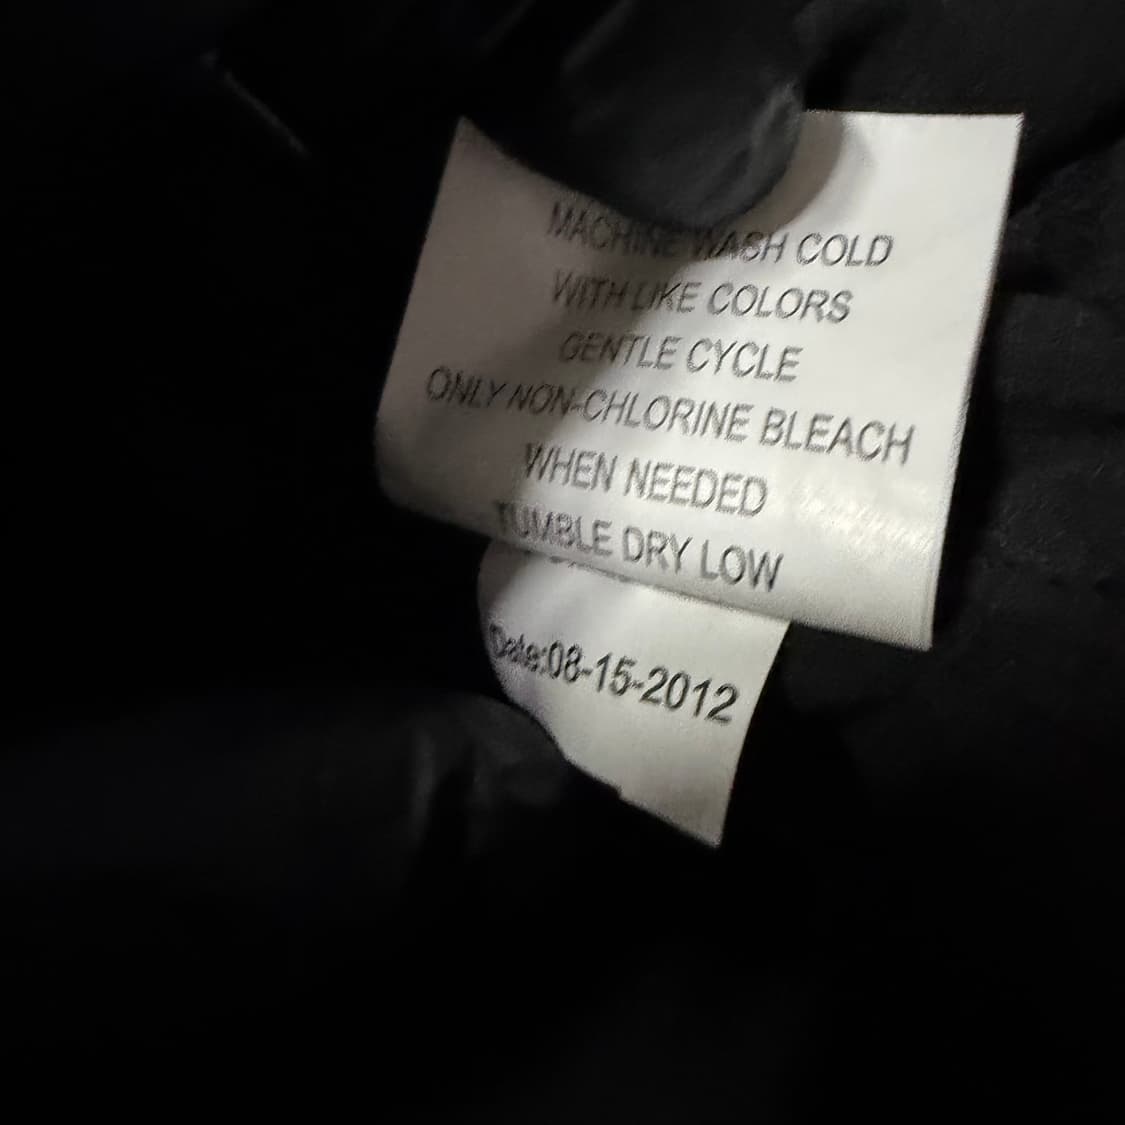 MACHINE WASH COLD
WITH LIKE COLORS
GENTLE CYCLE
ONLY NON-CHLORINE BLEACH
WHEN NEEDED
TUMBLE DRY LOW
Date:08-15-2012